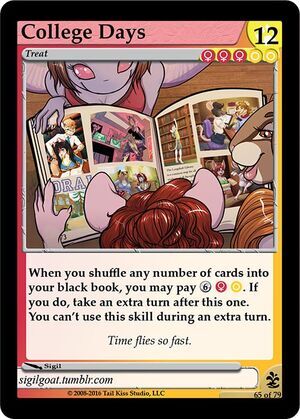 College Days
12
Treat
ORAL
When you shuffle any number of cards into
your black book, you may pay 6. If
you do, take an extra turn after this one.
You can't use this skill during an extra turn.
Time flies so fast.
Sigil
sigilgoat.tumblr.com
©2008-2016 Tail Kiss Studio, LLC
65 of 79